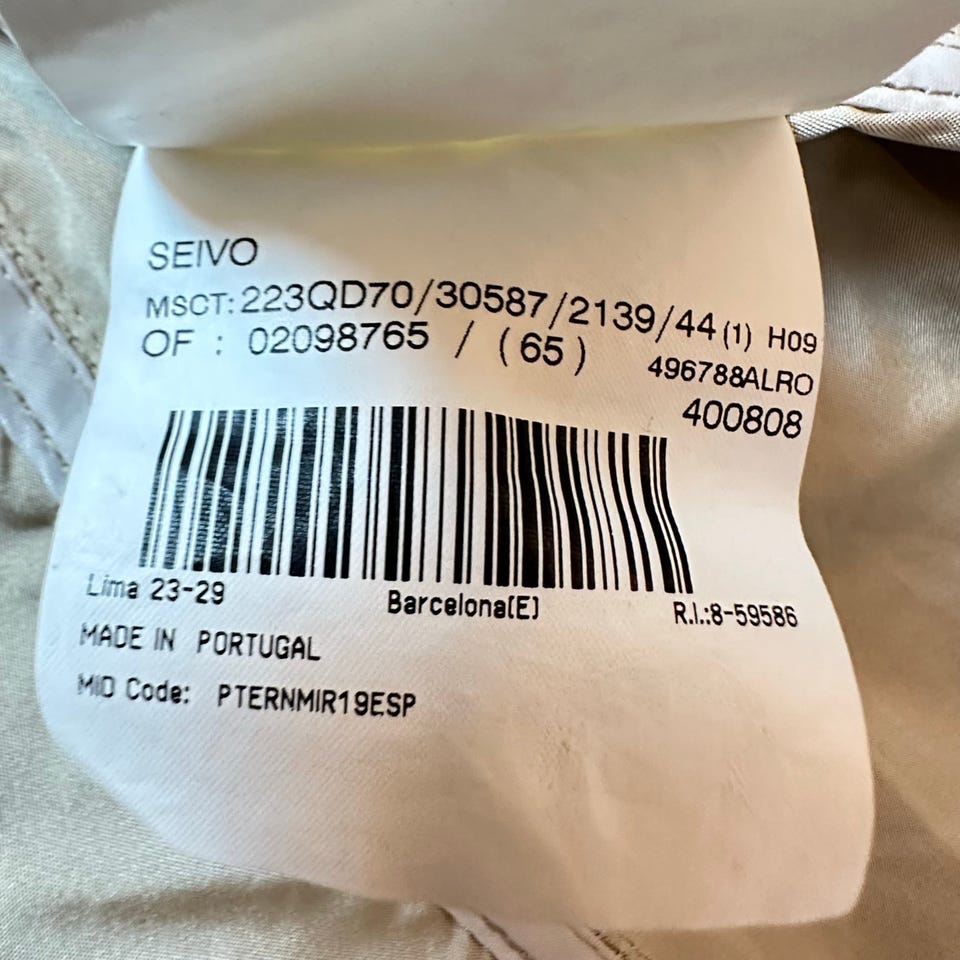 SEIVO
MSCT: 223QD70/30587/2139/44 (1) H09
OF : 02098765 / (65) 496788ALRO
400808
Lima 23-29 Barcelona(E) R.I.:8-59586
MADE IN PORTUGAL
MID Code: PTERNMIR19ESP